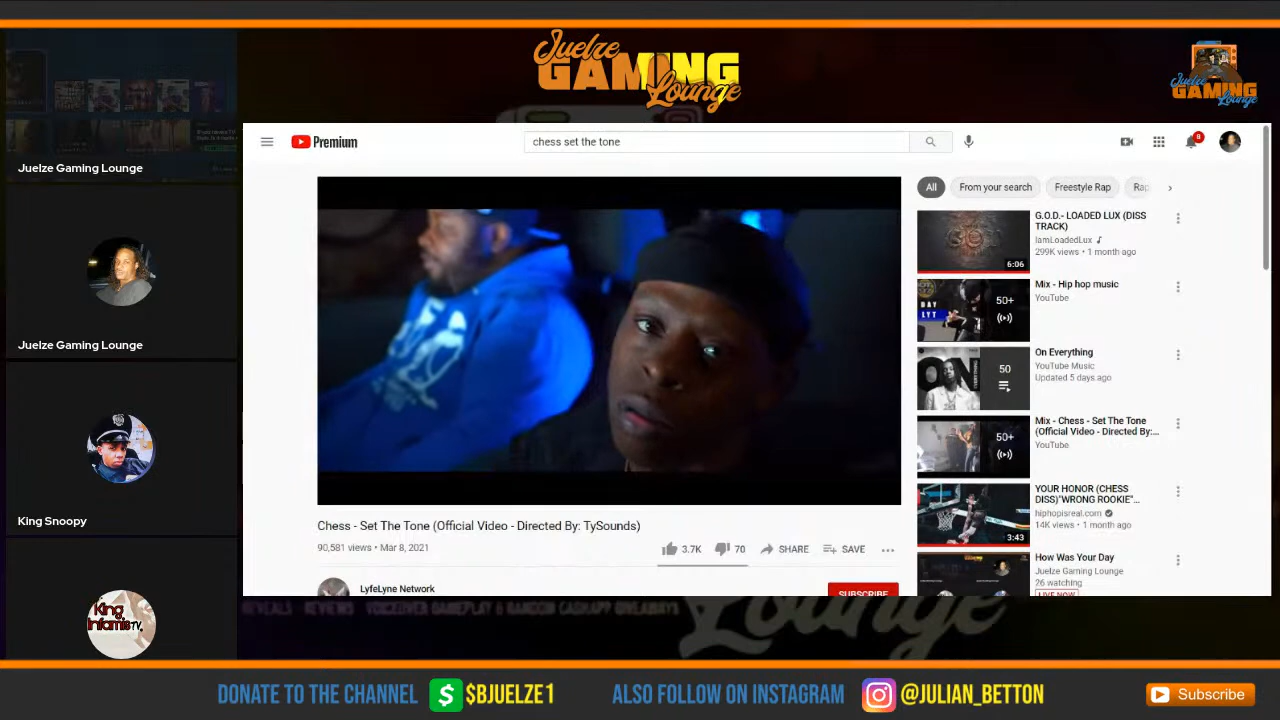 Juelze
GAMING
Lounge
Juelze
GAMING
Lounge
Juelze Gaming Lounge
Juelze Gaming Lounge
King Snoopy
King
InfamisTV.
Premium
chess set the tone
8
All
From your search
Freestyle Rap
Rap
G.O.D.- LOADED LUX (DISS
TRACK)
IamLoadedLux
299K views • 1 month ago
6:06
Mix - Hip hop music
YouTube
50+
On Everything
YouTube Music
Updated 5 days ago
50
Mix - Chess - Set The Tone
(Official Video - Directed By:...
YouTube
50+
YOUR HONOR (CHESS
DISS)"WRONG ROOKIE"...
hiphopisreal.com
14K views • 1 month ago
3:43
How Was Your Day
Juelze Gaming Lounge
26 watching
LIVE NOW
Chess - Set The Tone (Official Video - Directed By: TySounds)
90,581 views • Mar 8, 2021
3.7K
70
SHARE
SAVE
LyfeLyne Network
SUBSCRIBE
Lounge
DONATE TO THE CHANNEL
$BJUELZE1
ALSO FOLLOW ON INSTAGRAM
@JULIAN_BETTON
Subscribe